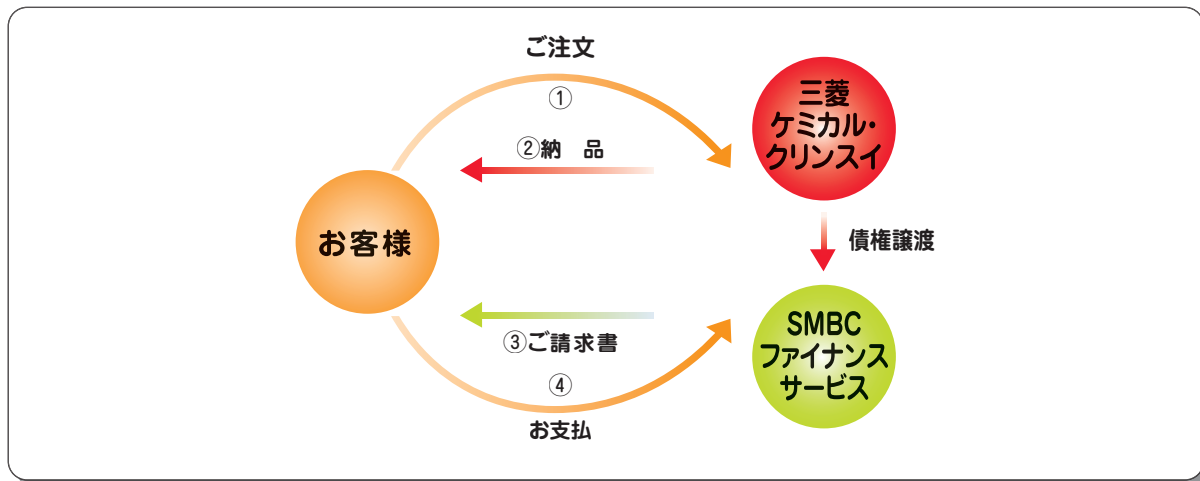 ご注文
①
②納 品
三菱
ケミカル・
クリンスイ
お客様
債権譲渡
③ご請求書
④
お支払
SMBC
ファイナンス
サービス